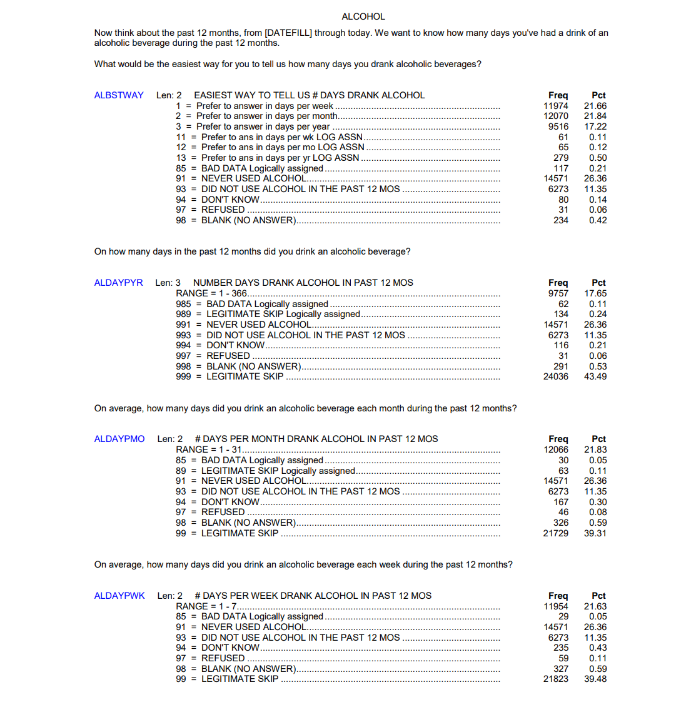 ALCOHOL
Now think about the past 12 months, from [DATEFILL] through today. We want to know how many days you've had a drink of an
alcoholic beverage during the past 12 months.
What would be the easiest way for you to tell us how many days you drank alcoholic beverages?
ALBSTWAY Len: 2 EASIEST WAY TO TELL US # DAYS DRANK ALCOHOL Freq Pct
1 = Prefer to answer in days per week 11974 21.66
2 = Prefer to answer in days per month 12070 21.84
3 = Prefer to answer in days per year 9516 17.22
11 = Prefer to ans in days per wk LOG ASSN 61 0.11
12 = Prefer to ans in days per mo LOG ASSN 65 0.12
13 = Prefer to ans in days per yr LOG ASSN 279 0.50
85 = BAD DATA Logically assigned 117 0.21
91 = NEVER USED ALCOHOL 14571 26.36
93 = DID NOT USE ALCOHOL IN THE PAST 12 MOS 6273 11.35
94 = DON'T KNOW 80 0.14
97 = REFUSED 31 0.06
98 = BLANK (NO ANSWER) 234 0.42
On how many days in the past 12 months did you drink an alcoholic beverage?
ALDAYPYR Len: 3 NUMBER DAYS DRANK ALCOHOL IN PAST 12 MOS Freq Pct
RANGE = 1 - 366 9757 17.65
985 = BAD DATA Logically assigned 62 0.11
989 = LEGITIMATE SKIP Logically assigned 134 0.24
991 = NEVER USED ALCOHOL 14571 26.36
993 = DID NOT USE ALCOHOL IN THE PAST 12 MOS 6273 11.35
994 = DON'T KNOW 116 0.21
997 = REFUSED 31 0.06
998 = BLANK (NO ANSWER) 291 0.53
999 = LEGITIMATE SKIP 24036 43.49
On average, how many days did you drink an alcoholic beverage each month during the past 12 months?
ALDAYPMO Len: 2 # DAYS PER MONTH DRANK ALCOHOL IN PAST 12 MOS Freq Pct
RANGE = 1 - 31 12066 21.83
85 = BAD DATA Logically assigned 30 0.05
89 = LEGITIMATE SKIP Logically assigned 63 0.11
91 = NEVER USED ALCOHOL 14571 26.36
93 = DID NOT USE ALCOHOL IN THE PAST 12 MOS 6273 11.35
94 = DON'T KNOW 167 0.30
97 = REFUSED 46 0.08
98 = BLANK (NO ANSWER) 326 0.59
99 = LEGITIMATE SKIP 21729 39.31
On average, how many days did you drink an alcoholic beverage each week during the past 12 months?
ALDAYPWK Len: 2 # DAYS PER WEEK DRANK ALCOHOL IN PAST 12 MOS Freq Pct
RANGE = 1 - 7 11954 21.63
85 = BAD DATA Logically assigned 29 0.05
91 = NEVER USED ALCOHOL 14571 26.36
93 = DID NOT USE ALCOHOL IN THE PAST 12 MOS 6273 11.35
94 = DON'T KNOW 235 0.43
97 = REFUSED 59 0.11
98 = BLANK (NO ANSWER) 327 0.59
99 = LEGITIMATE SKIP 21823 39.48